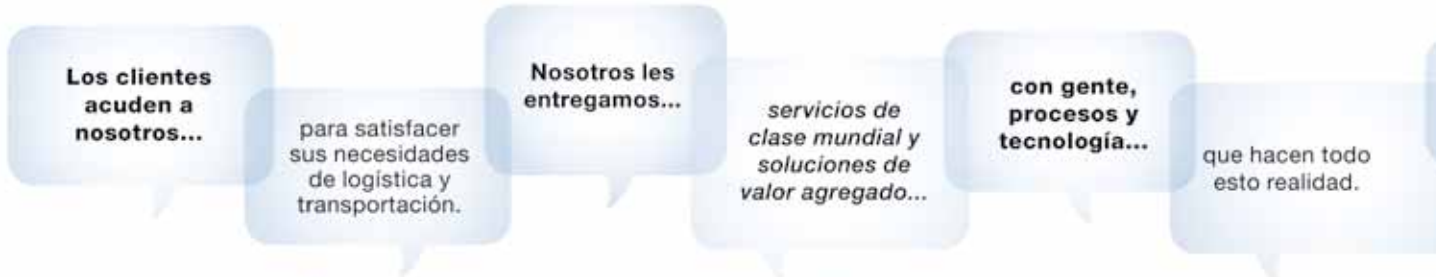 Los clientes
acuden a
nosotros...
para satisfacer
sus necesidades
de logística y
transportación.
Nosotros les
entregamos...
servicios de
clase mundial y
soluciones de
valor agregado...
con gente,
procesos y
tecnología...
que hacen todo
esto realidad.